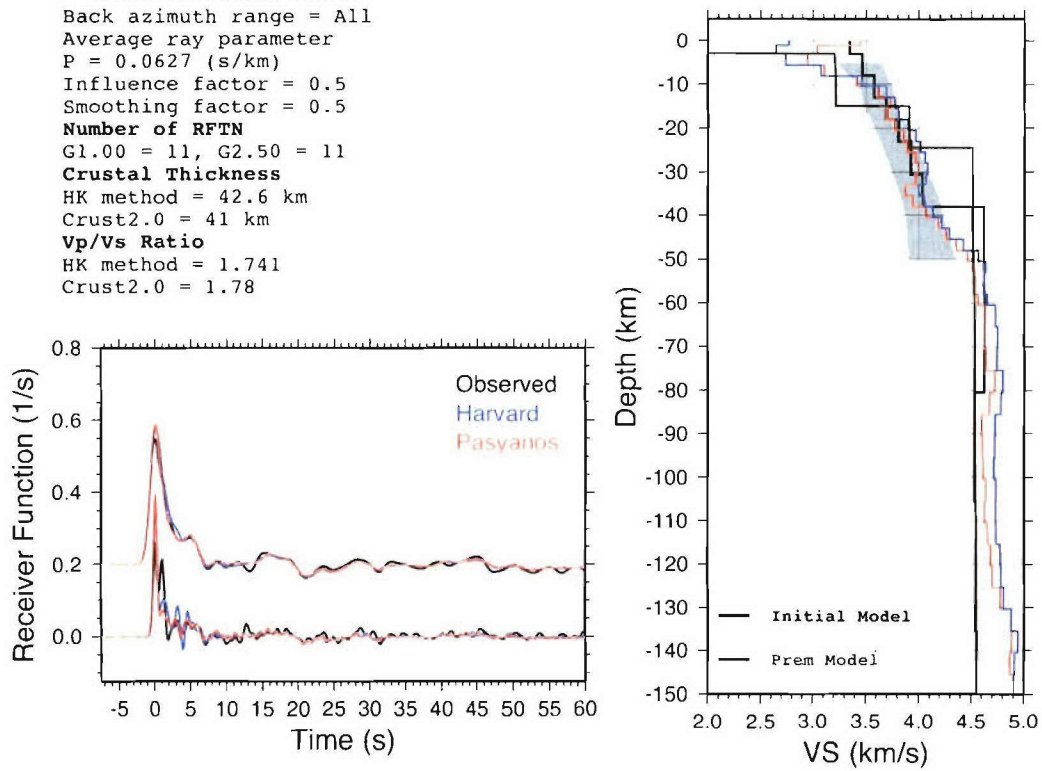 Back azimuth range = All
Average ray parameter
P = 0.0627 (s/km)
Influence factor = 0.5
Smoothing factor = 0.5
Number of RFTN
G1.00 = 11, G2.50 = 11
Crustal Thickness
HK method = 42.6 km
Crust2.0 = 41 km
Vp/Vs Ratio
HK method = 1.741
Crust2.0 = 1.78
0.8
0.6
0.4
0.2
0.0
Receiver Function (1/s)
Observed
Harvard
Pasyanos
-5 0 5 10 15 20 25 30 35 40 45 50 55 60
Time (s)
0
-10
-20
-30
-40
-50
-60
-70
-80
-90
-100
-110
-120
-130
-140
-150
Depth (km)
Initial Model
Prem Model
2.0 2.5 3.0 3.5 4.0 4.5 5.0
VS (km/s)